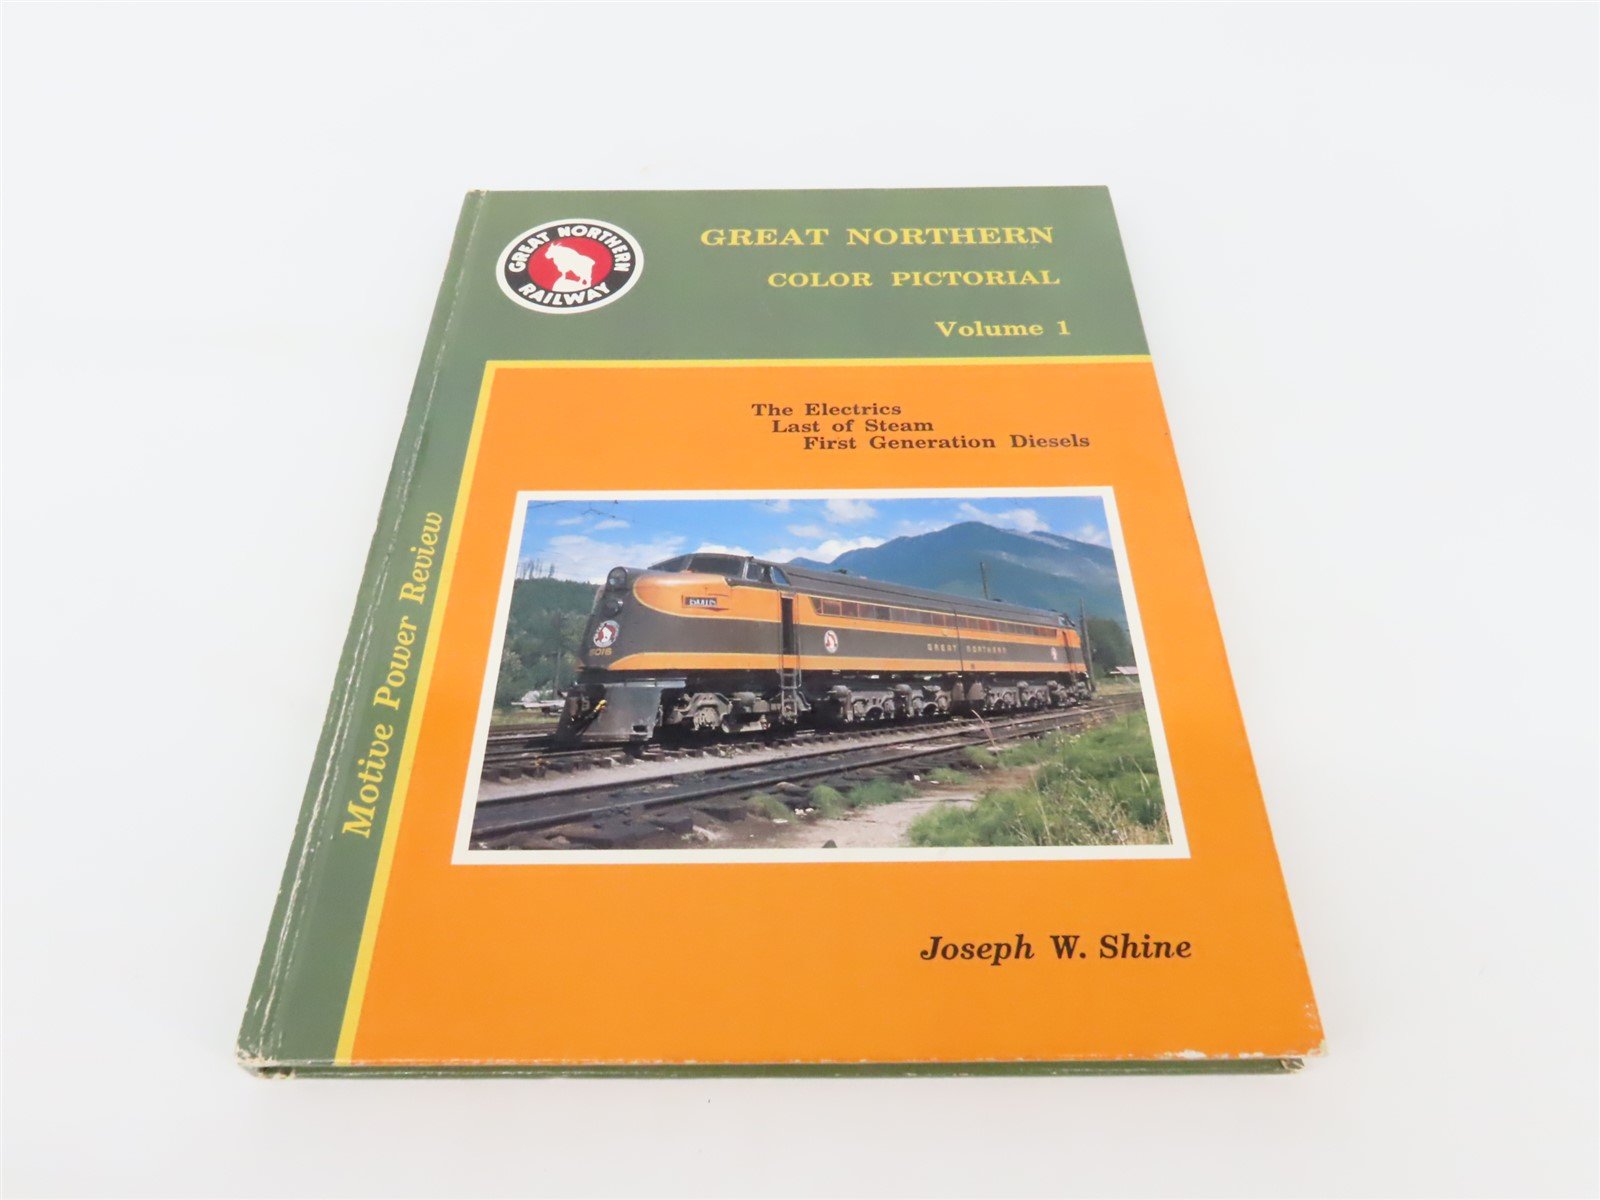 GREAT NORTHERN
RAILWAY
GREAT NORTHERN
COLOR PICTORIAL
Volume 1
The Electrics
Last of Steam
First Generation Diesels
Motive Power Review
GREAT NORTHERN
Joseph W. Shine